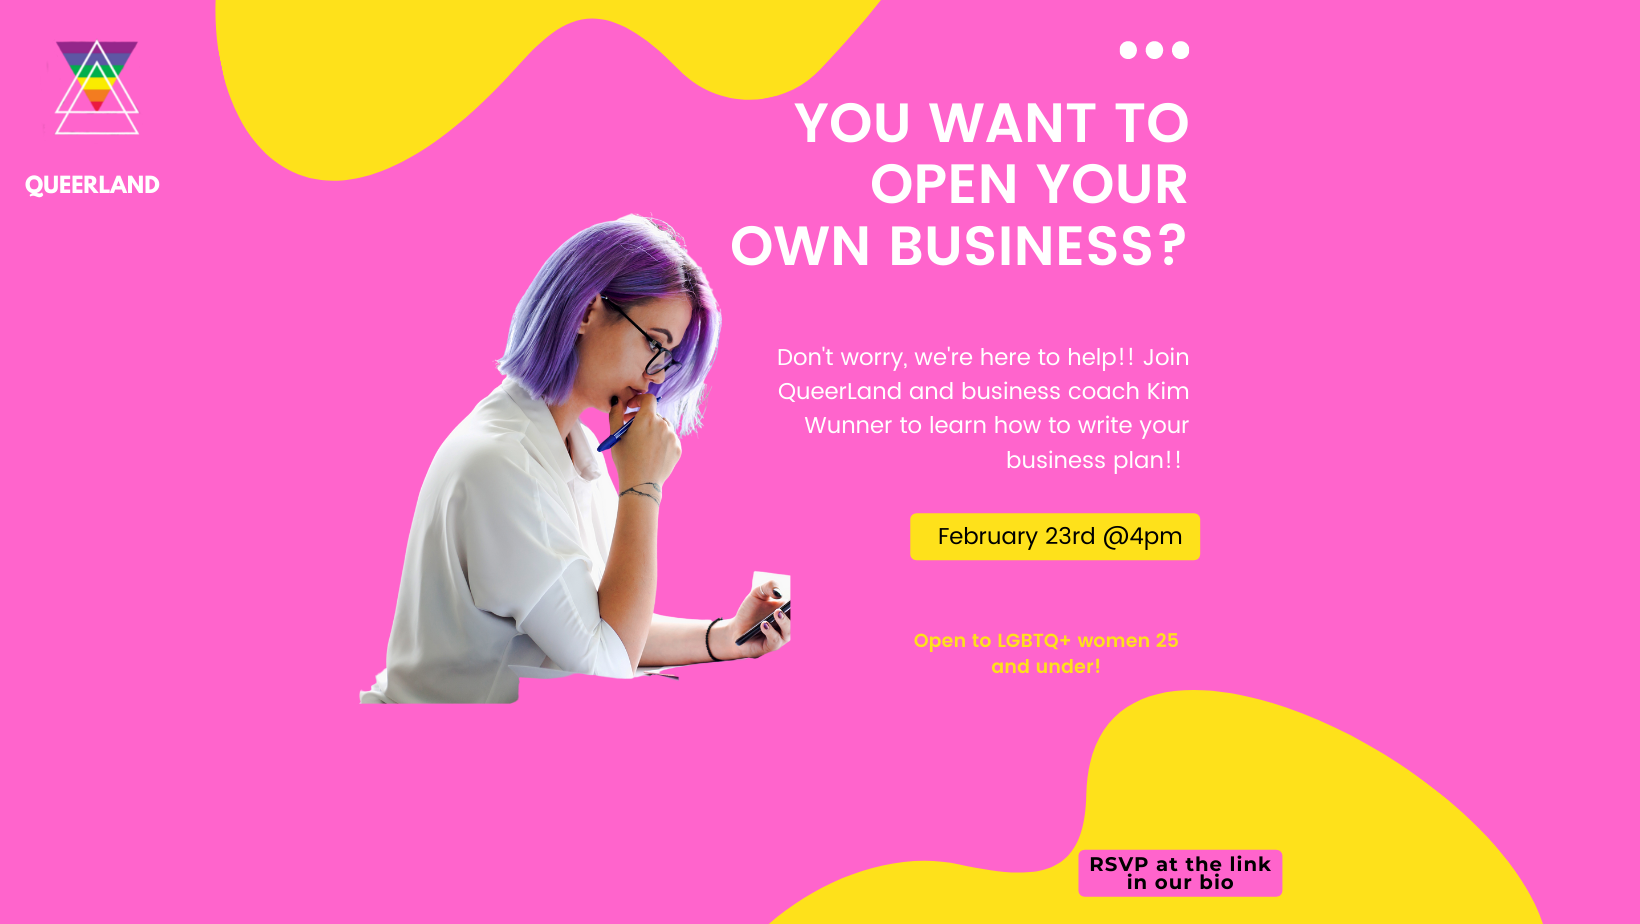 QUEERLAND
YOU WANT TO
OPEN YOUR
OWN BUSINESS?
Don't worry, we're here to help!! Join
QueerLand and business coach Kim
Wunner to learn how to write your
business plan!!
February 23rd @4pm
Open to LGBTQ+ women 25
and under!
RSVP at the link
in our bio